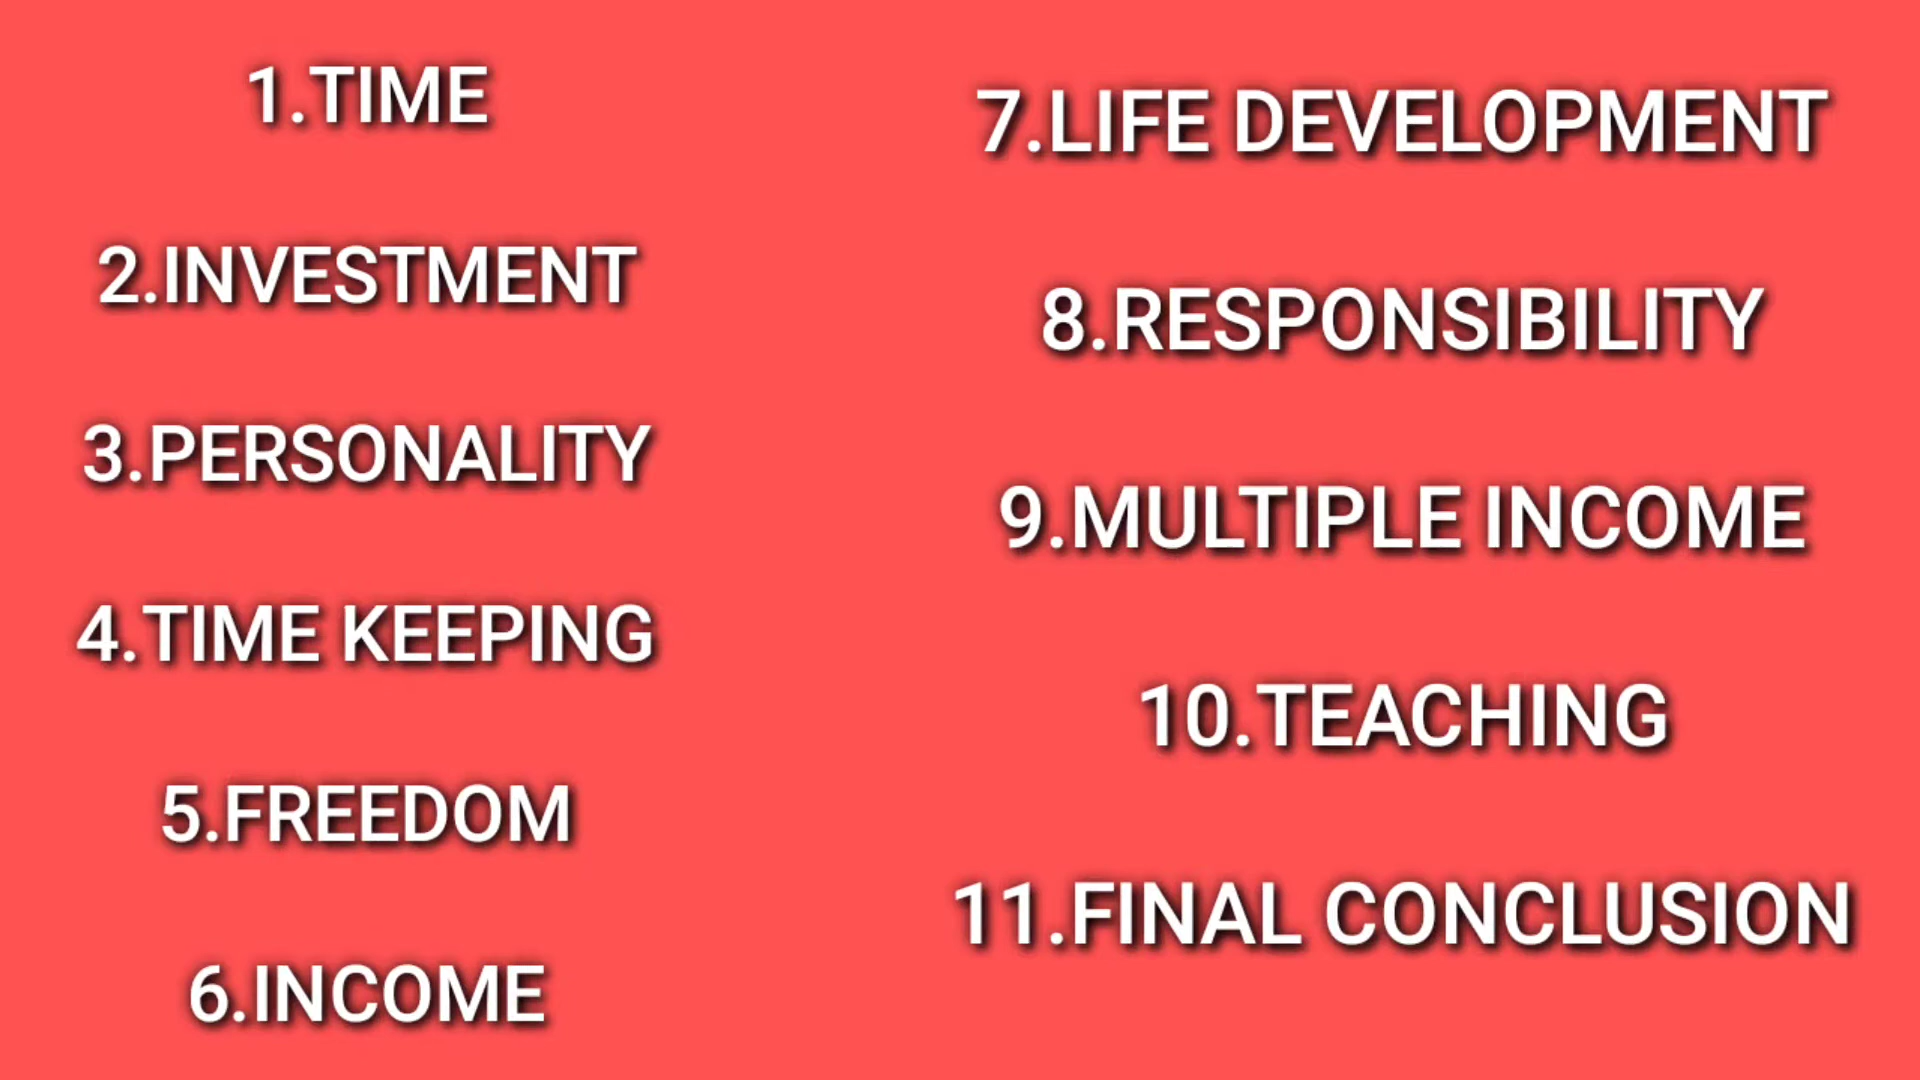 1.TIME
2.INVESTMENT
3.PERSONALITY
4.TIME KEEPING
5.FREEDOM
6.INCOME
7.LIFE DEVELOPMENT
8.RESPONSIBILITY
9.MULTIPLE INCOME
10.TEACHING
11.FINAL CONCLUSION